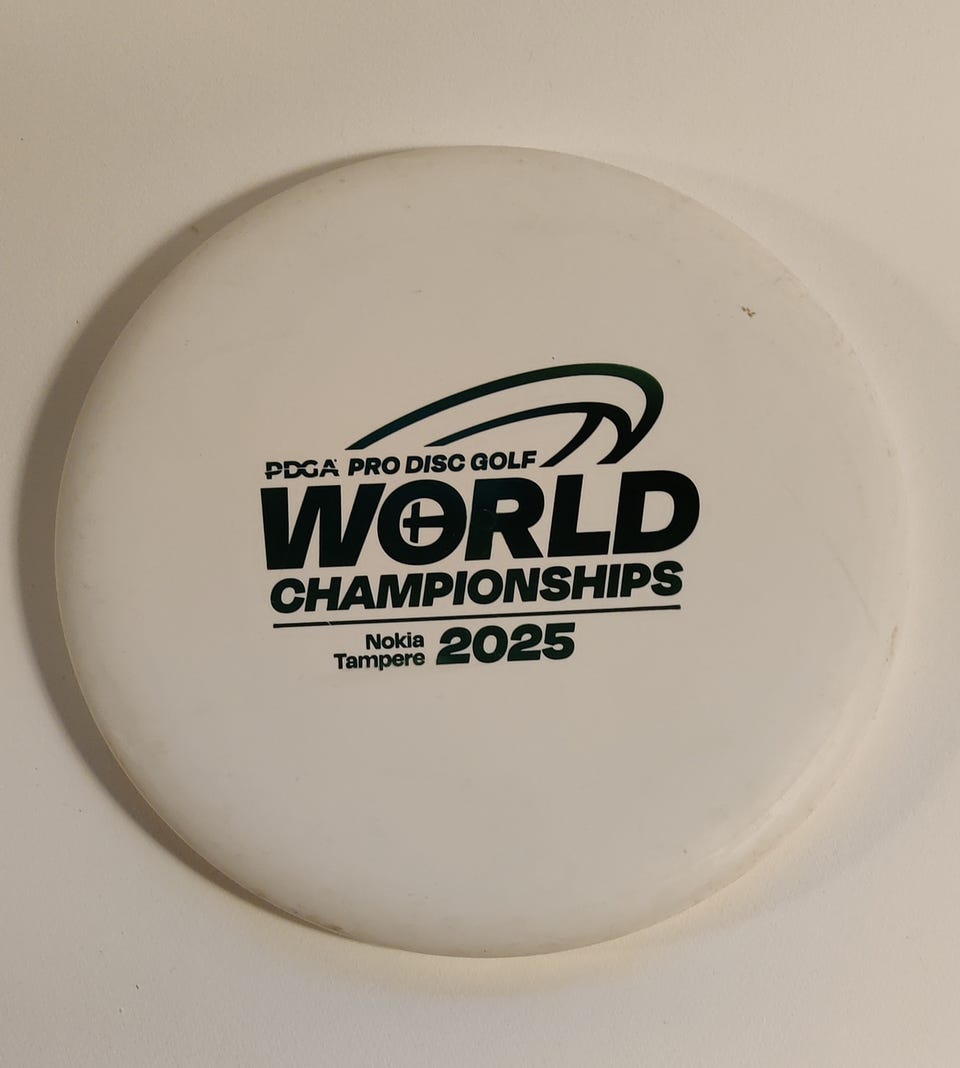 PDGA PRO DISC GOLF
WORLD
CHAMPIONSHIPS
Nokia
Tampere 2025